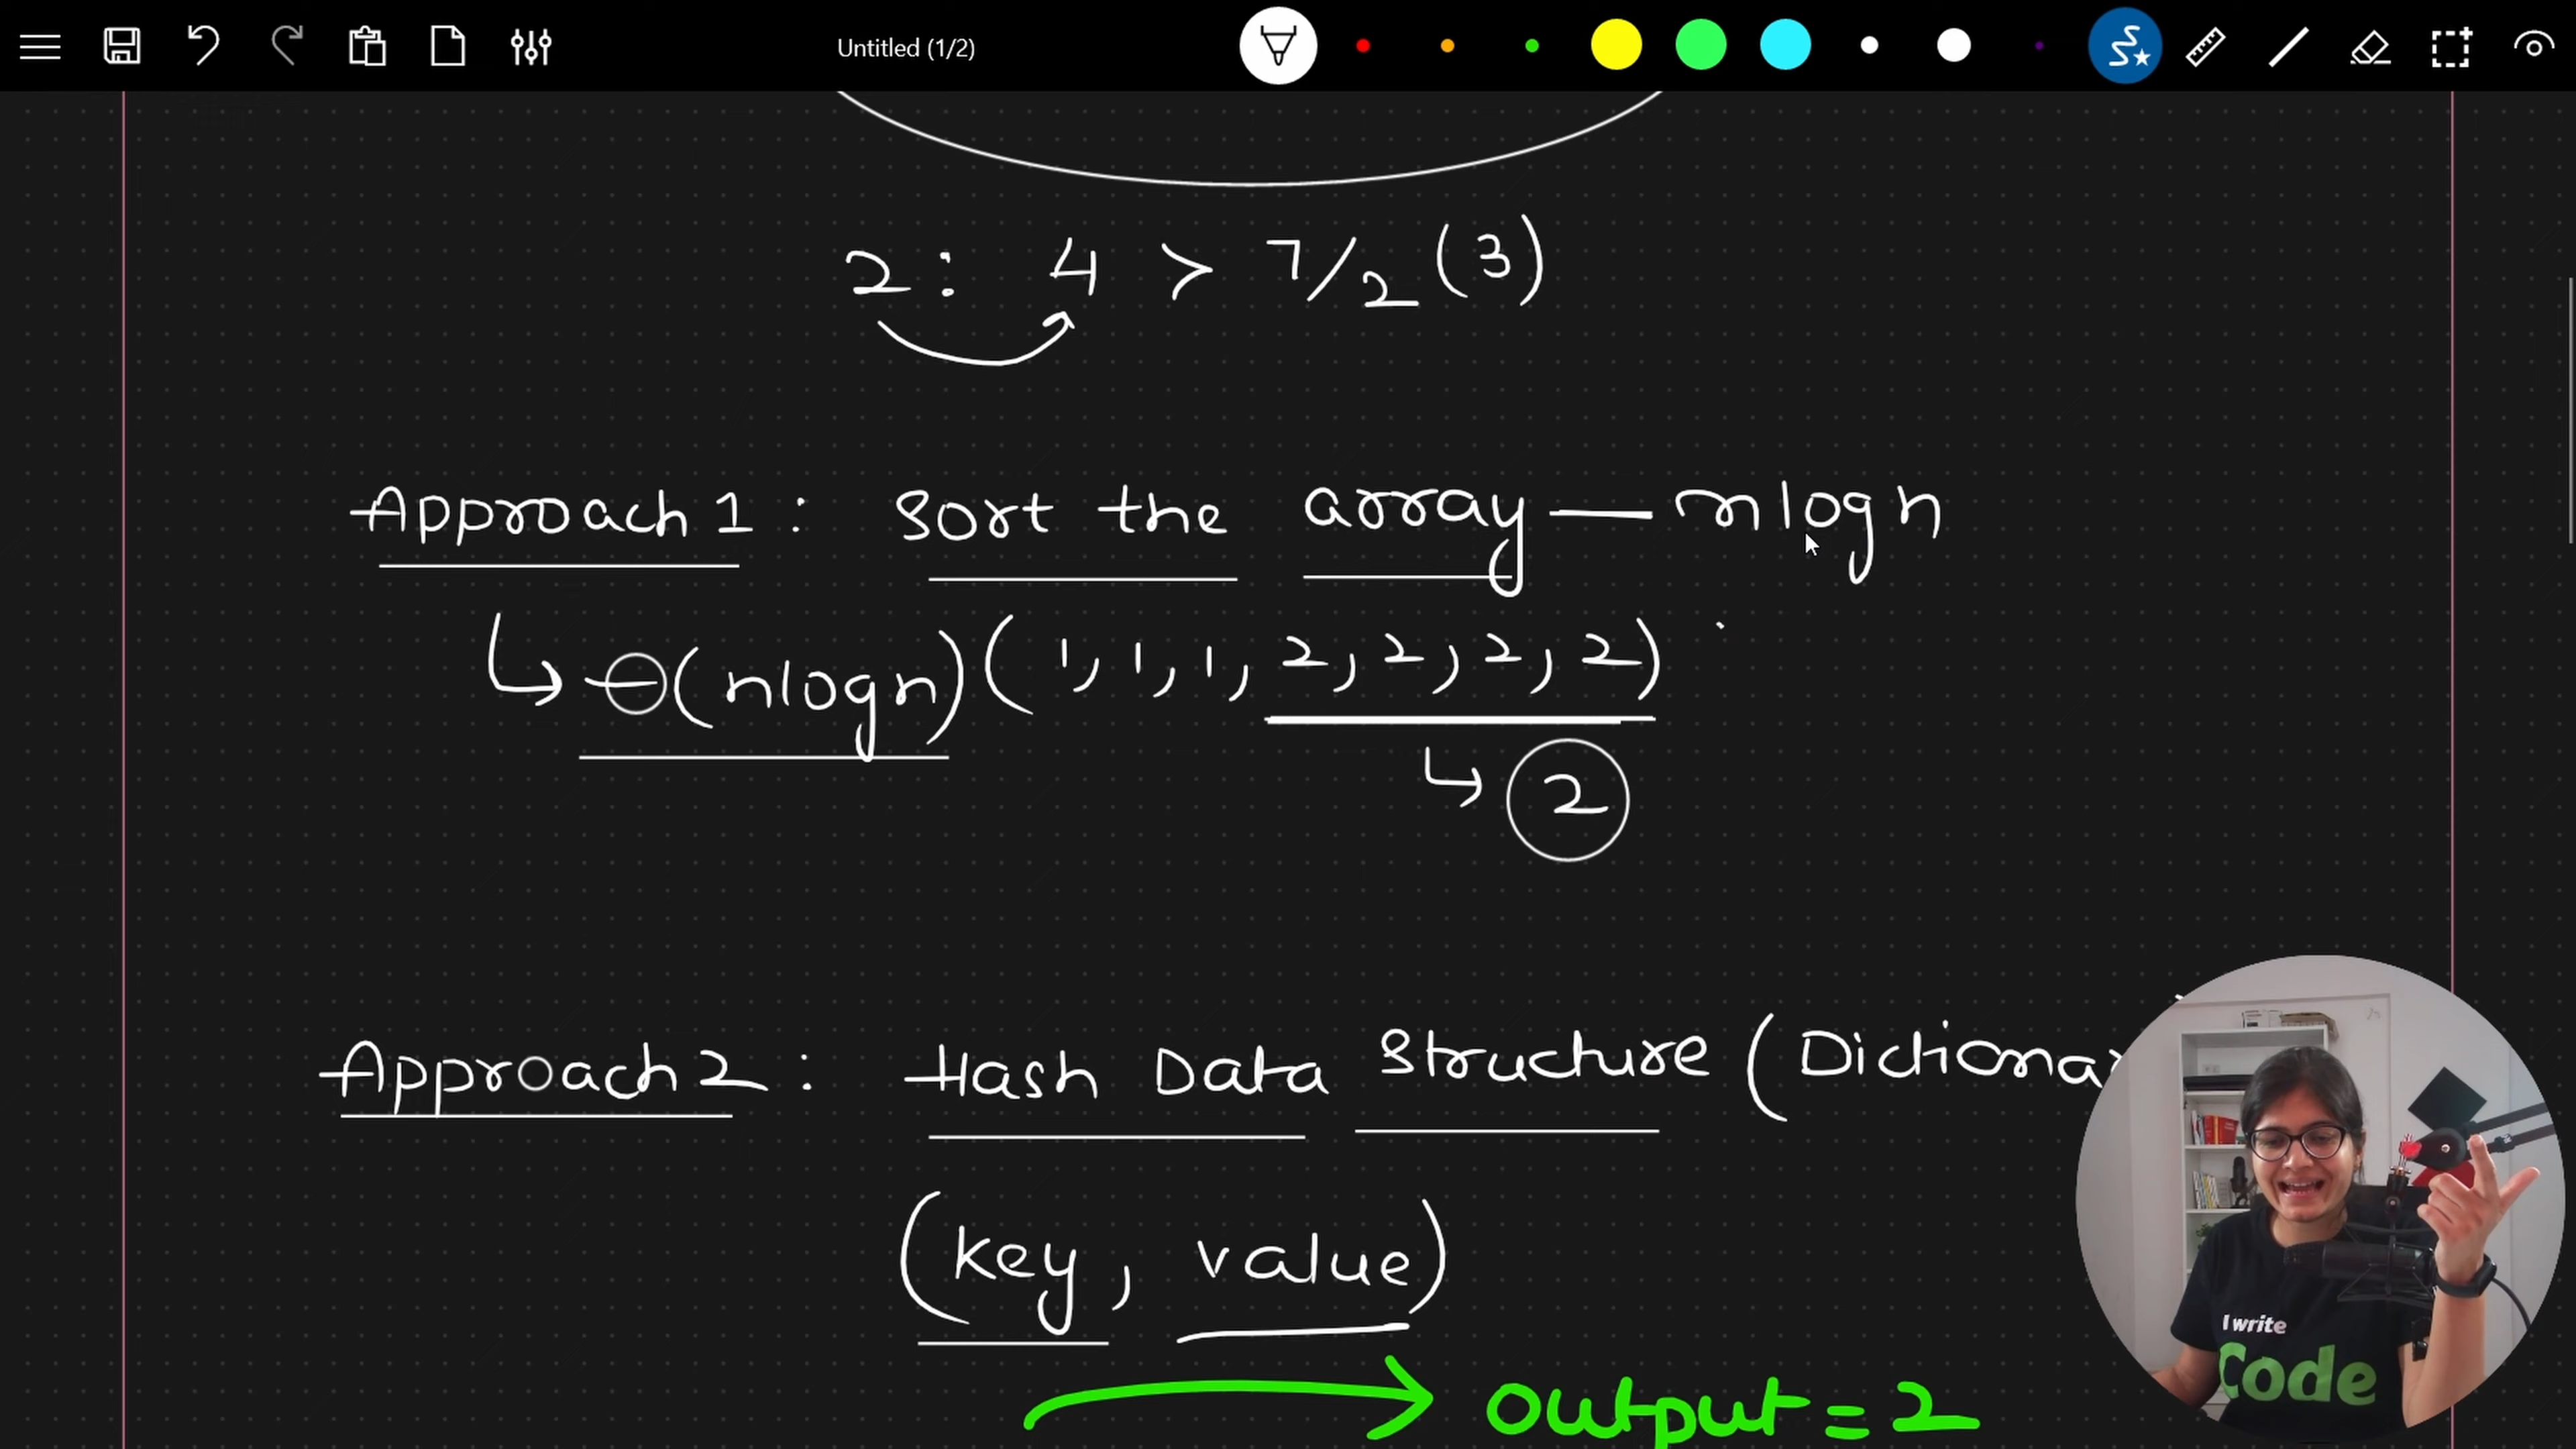 Untitled (1/2)
2 : 4 > 7/2 (3)
Approach 1 : Sort the array — nlogn
θ(nlogn) (1, 1, 1, 2, 2, 2, 2)
2
Approach 2 : Hash Data Structure (Dictionar
(key, value)
output = 2
I write
Code